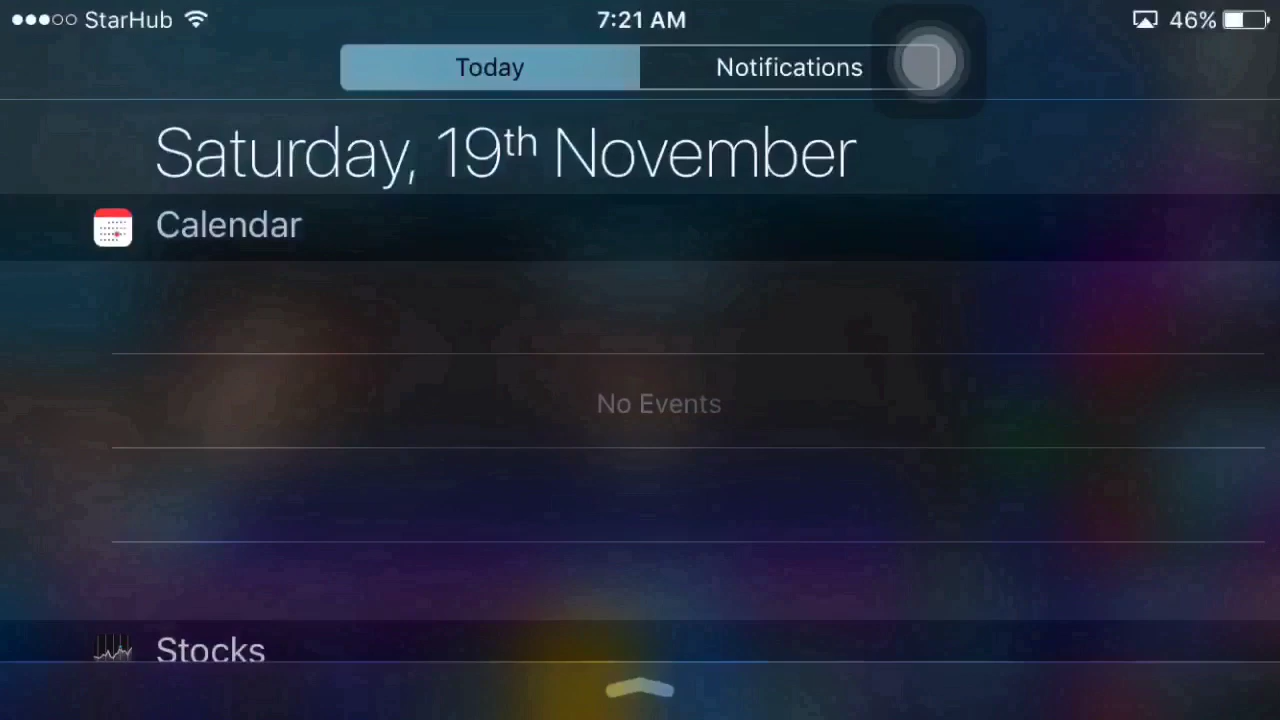 StarHub 7:21 AM 46%
Today Notifications
Saturday, 19th November
Calendar
No Events
Stocks